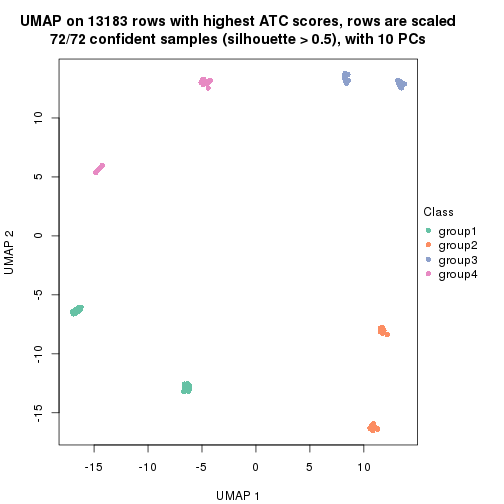 UMAP on 13183 rows with highest ATC scores, rows are scaled
72/72 confident samples (silhouette > 0.5), with 10 PCs
10
5
0
-5
-10
-15
UMAP 2
-15
-10
-5
0
5
10
UMAP 1
Class
group1
group2
group3
group4